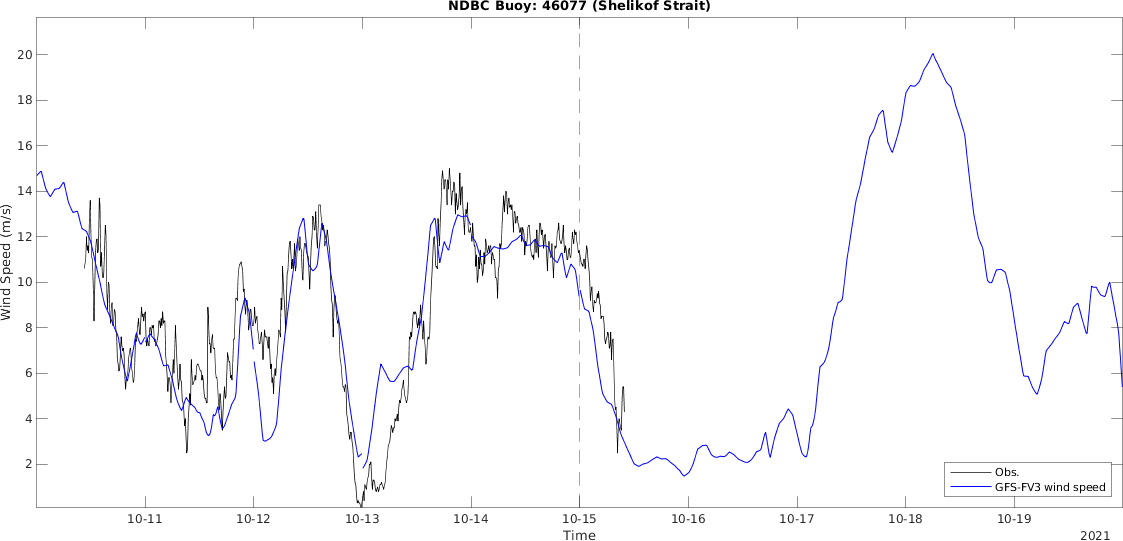 NDBC Buoy: 46077 (Shelikof Strait)
Wind Speed (m/s)
20
18
16
14
12
10
8
6
4
2
10-11 10-12 10-13 10-14 10-15 10-16 10-17 10-18 10-19
Time
2021
Obs.
GFS-FV3 wind speed